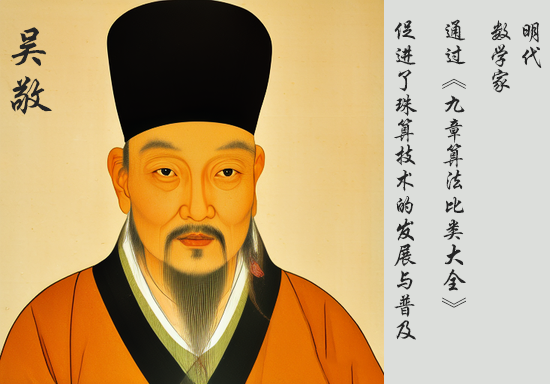 吴敬
明代
数学家
通过《九章算法比类大全》
促进了珠算技术的发展与普及